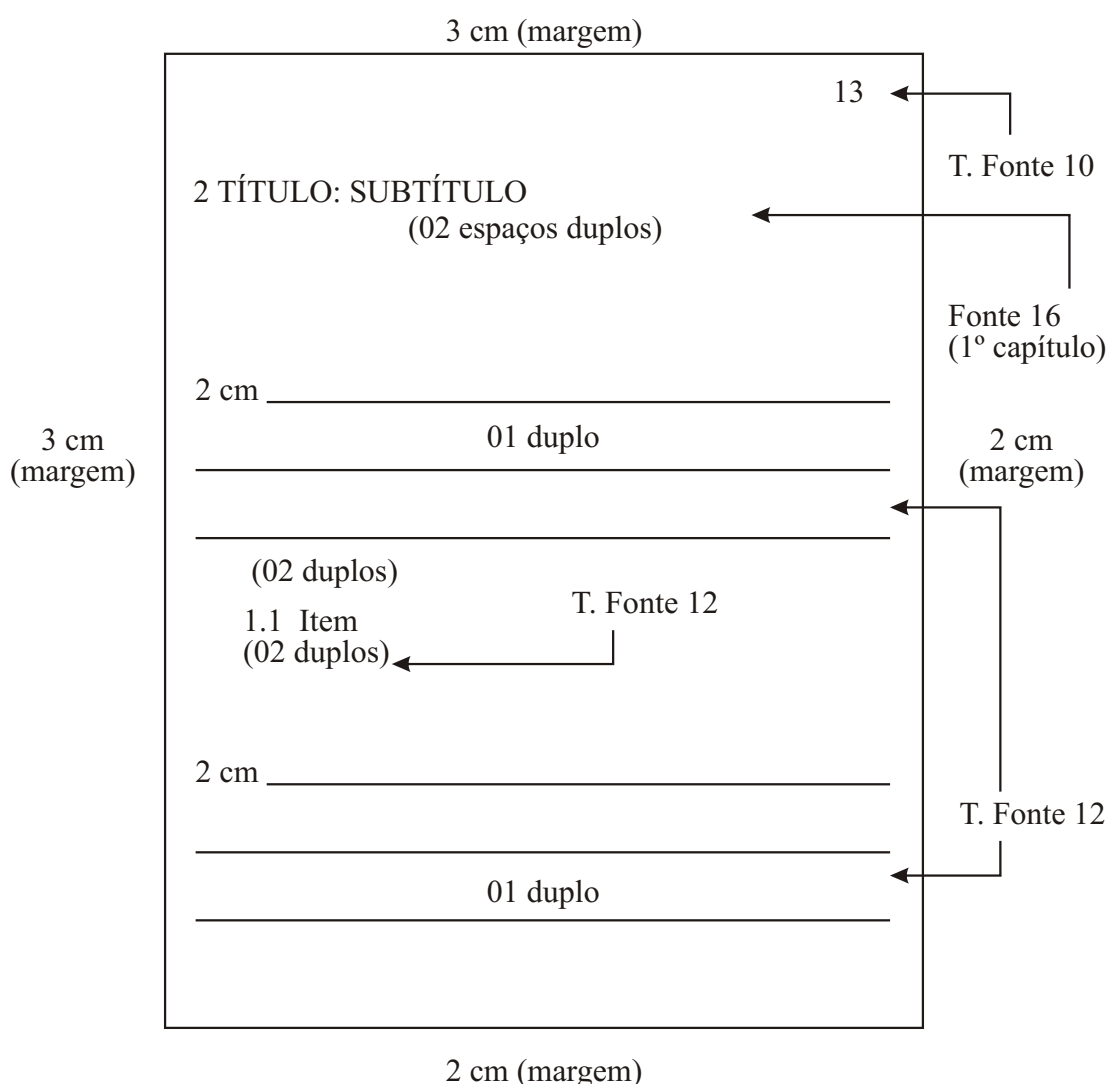 3 cm (margem)
13
T. Fonte 10
2 TÍTULO: SUBTÍTULO
(02 espaços duplos)
Fonte 16
(1º capítulo)
2 cm
01 duplo
3 cm
(margem)
2 cm
(margem)
(02 duplos)
T. Fonte 12
1.1 Item
(02 duplos)
2 cm
T. Fonte 12
01 duplo
2 cm (margem)